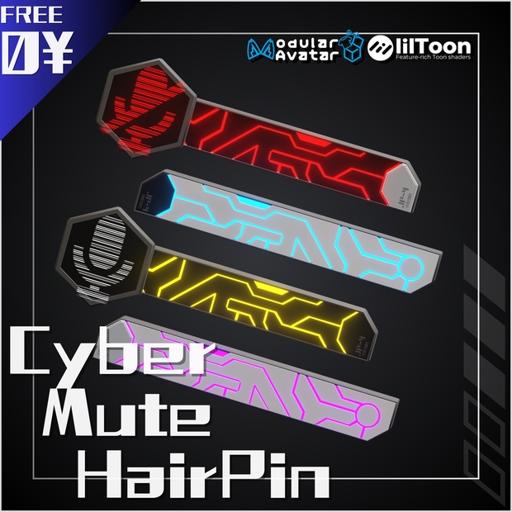 FREE
0¥
Modular
Avatar
lilToon
Feature-rich Toon shaders
Cyber
Mute
HairPin